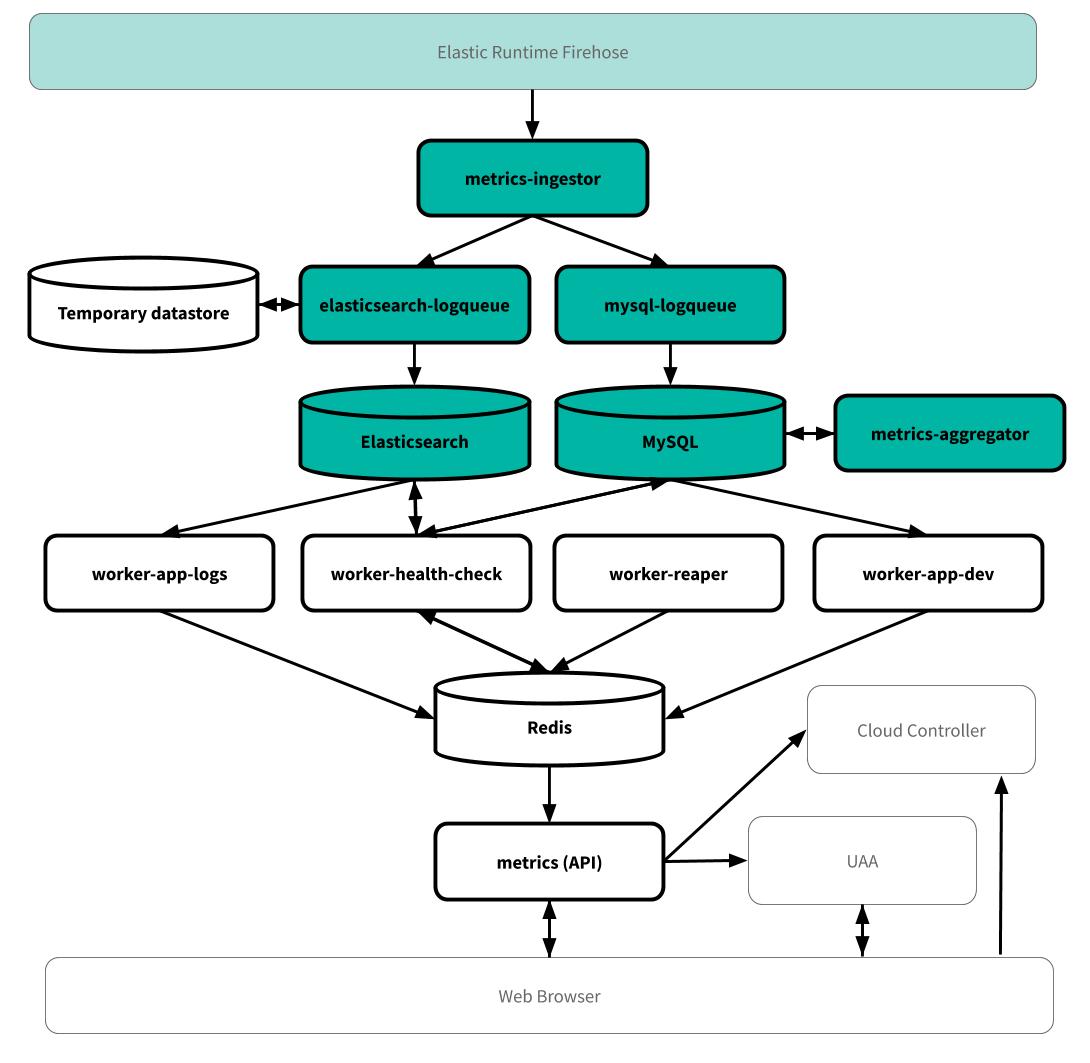 Elastic Runtime Firehose
metrics-ingestor
Temporary datastore
elasticsearch-logqueue
mysql-logqueue
Elasticsearch
MySQL
metrics-aggregator
worker-app-logs
worker-health-check
worker-reaper
worker-app-dev
Redis
Cloud Controller
metrics (API)
UAA
Web Browser